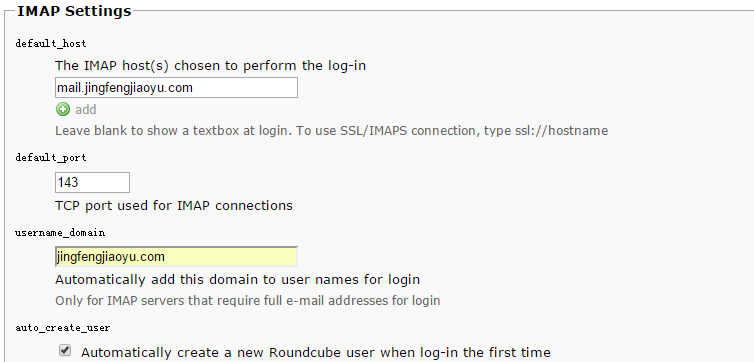 IMAP Settings
default_host
The IMAP host(s) chosen to perform the log-in
mail.jingfengjiaoyu.com
add
Leave blank to show a textbox at login. To use SSL/IMAPS connection, type ssl://hostname
default_port
143
TCP port used for IMAP connections
username_domain
jingfengjiaoyu.com
Automatically add this domain to user names for login
Only for IMAP servers that require full e-mail addresses for login
auto_create_user
Automatically create a new Roundcube user when log-in the first time